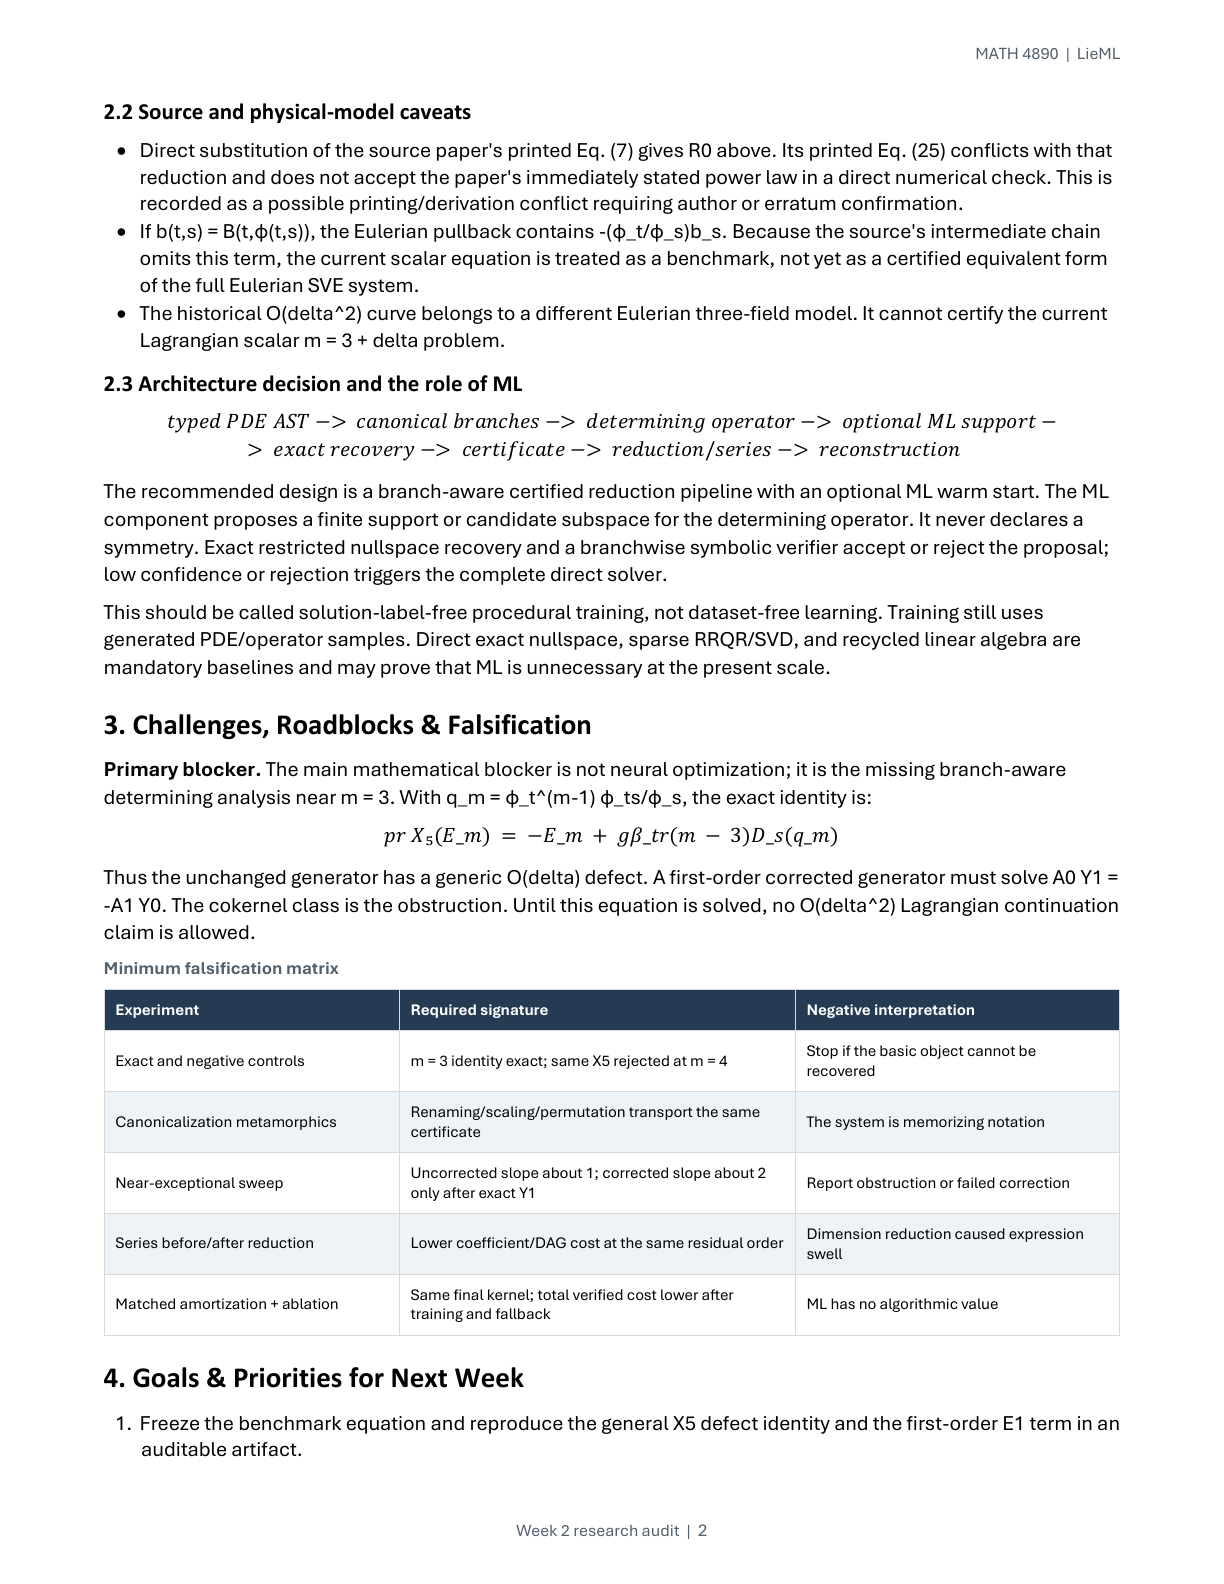 MATH 4890 | LieML
2.2 Source and physical-model caveats
• Direct substitution of the source paper's printed Eq. (7) gives R0 above. Its printed Eq. (25) conflicts with that
reduction and does not accept the paper's immediately stated power law in a direct numerical check. This is
recorded as a possible printing/derivation conflict requiring author or erratum confirmation.
• If b(t,s) = B(t,ϕ(t,s)), the Eulerian pullback contains -(ϕ_t/ϕ_s)b_s. Because the source's intermediate chain
omits this term, the current scalar equation is treated as a benchmark, not yet as a certified equivalent form
of the full Eulerian SVE system.
• The historical O(delta^2) curve belongs to a different Eulerian three-field model. It cannot certify the current
Lagrangian scalar m = 3 + delta problem.
2.3 Architecture decision and the role of ML
typed PDE AST −> canonical branches −> determining operator −> optional ML support −
> exact recovery −> certificate −> reduction/series −> reconstruction
The recommended design is a branch-aware certified reduction pipeline with an optional ML warm start. The ML
component proposes a finite support or candidate subspace for the determining operator. It never declares a
symmetry. Exact restricted nullspace recovery and a branchwise symbolic verifier accept or reject the proposal;
low confidence or rejection triggers the complete direct solver.
This should be called solution-label-free procedural training, not dataset-free learning. Training still uses
generated PDE/operator samples. Direct exact nullspace, sparse RRQR/SVD, and recycled linear algebra are
mandatory baselines and may prove that ML is unnecessary at the present scale.
3. Challenges, Roadblocks & Falsification
Primary blocker. The main mathematical blocker is not neural optimization; it is the missing branch-aware
determining analysis near m = 3. With q_m = ϕ_t^(m-1) ϕ_ts/ϕ_s, the exact identity is:
pr X₅(E_m) = −E_m + gβ_tr(m − 3)D_s(q_m)
Thus the unchanged generator has a generic O(delta) defect. A first-order corrected generator must solve A0 Y1 =
-A1 Y0. The cokernel class is the obstruction. Until this equation is solved, no O(delta^2) Lagrangian continuation
claim is allowed.
Minimum falsification matrix
Experiment
Required signature
Negative interpretation
Exact and negative controls
m = 3 identity exact; same X5 rejected at m = 4
Stop if the basic object cannot be
recovered
Canonicalization metamorphics
Renaming/scaling/permutation transport the same
certificate
The system is memorizing notation
Near-exceptional sweep
Uncorrected slope about 1; corrected slope about 2
only after exact Y1
Report obstruction or failed correction
Series before/after reduction
Lower coefficient/DAG cost at the same residual order
Dimension reduction caused expression
swell
Matched amortization + ablation
Same final kernel; total verified cost lower after
training and fallback
ML has no algorithmic value
4. Goals & Priorities for Next Week
1. Freeze the benchmark equation and reproduce the general X5 defect identity and the first-order E1 term in an
auditable artifact.
Week 2 research audit | 2